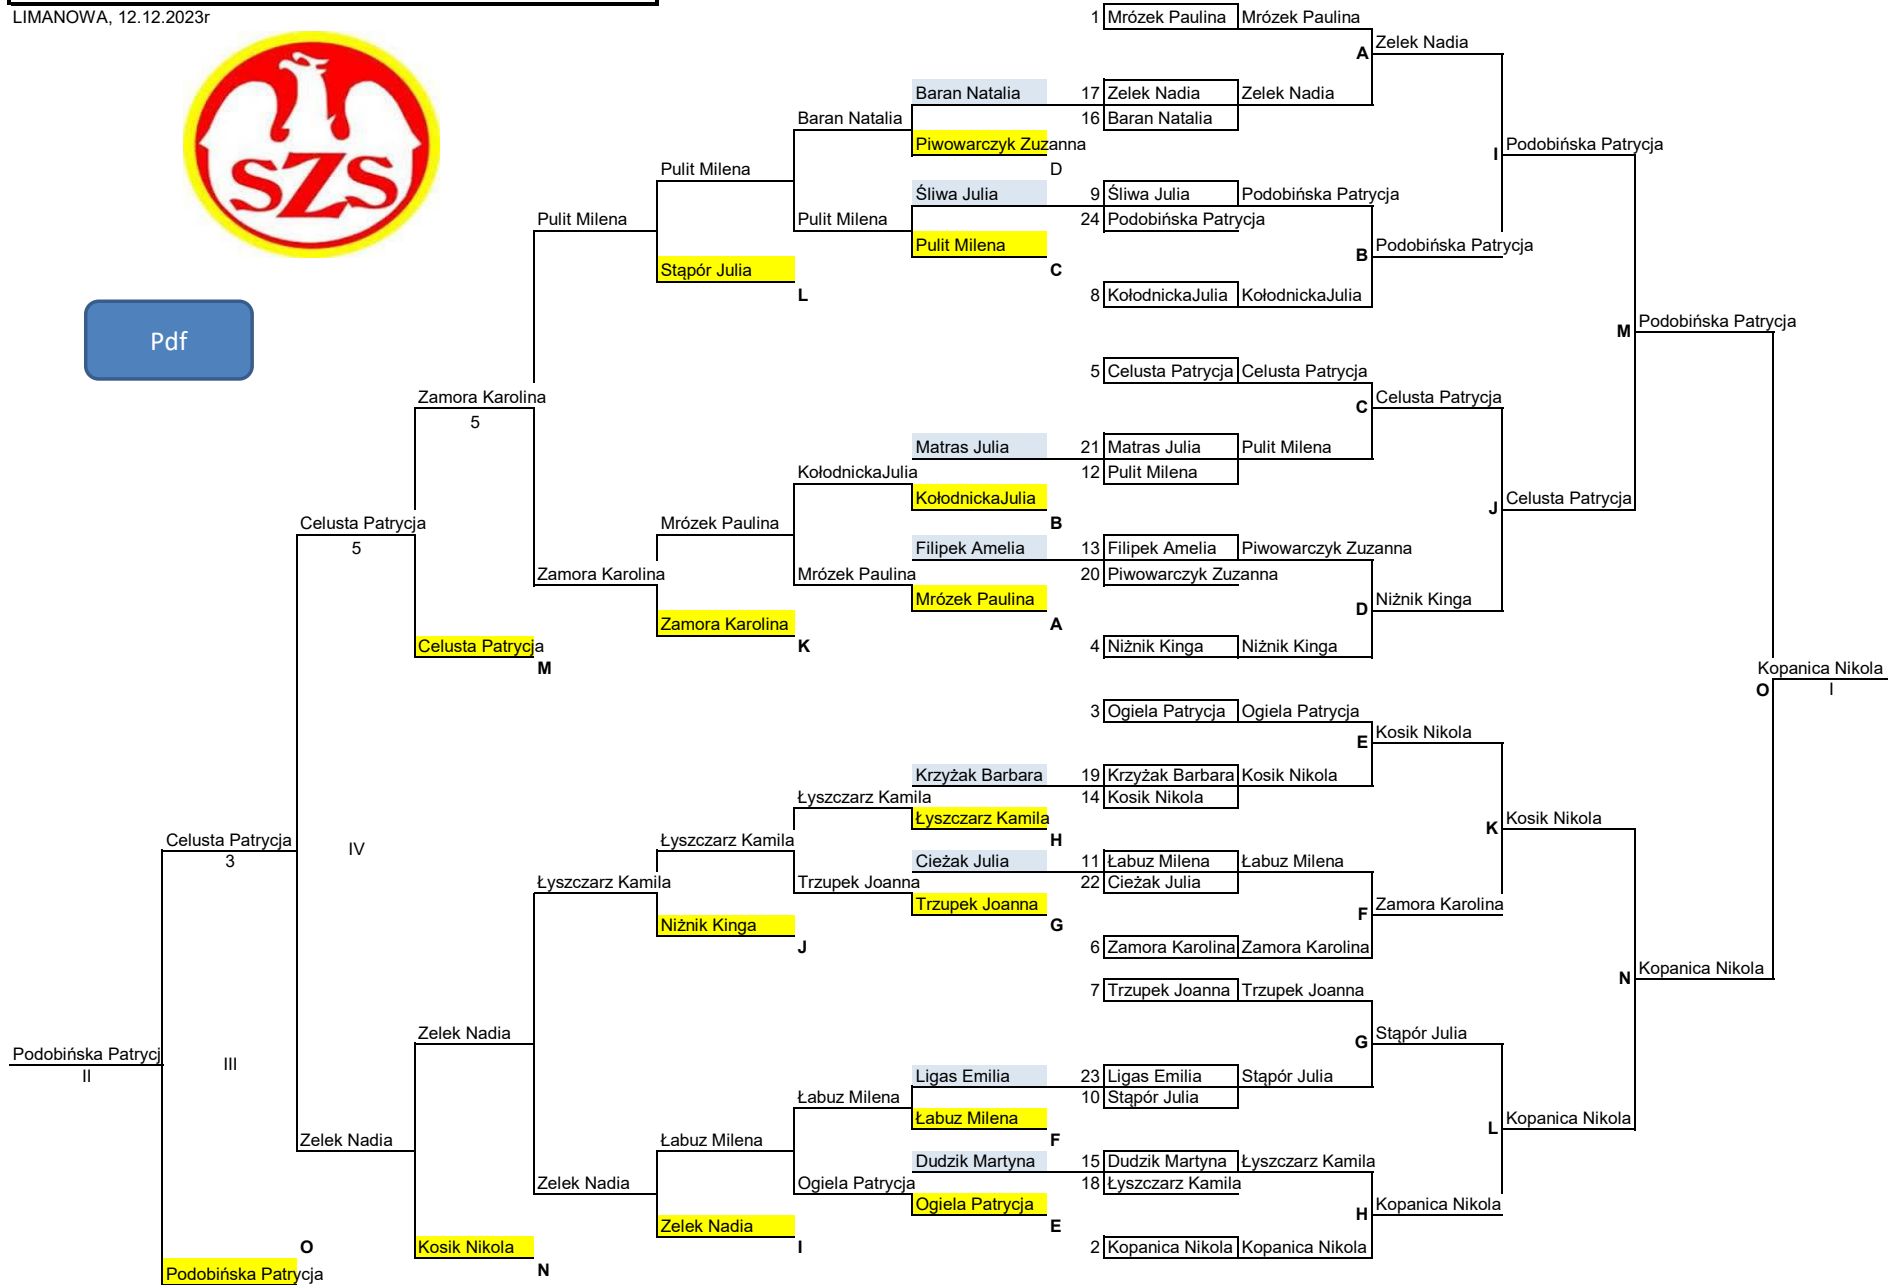 LIMANOWA, 12.12.2023r
1 Mrózek Paulina Mrózek Paulina
A Zelek Nadia
Baran Natalia 17 Zelek Nadia Zelek Nadia
Baran Natalia 16 Baran Natalia
SZS
Piwowarczyk Zuzanna
I Podobińska Patrycja
Pulit Milena D
Śliwa Julia 9 Śliwa Julia Podobińska Patrycja
Pulit Milena Pulit Milena 24 Podobińska Patrycja
Pulit Milena B Podobińska Patrycja
Stąpór Julia C
L 8 KołodnickaJulia KołodnickaJulia
M Podobińska Patrycja
Pdf
5 Celusta Patrycja Celusta Patrycja
Zamora Karolina C Celusta Patrycja
5
Matras Julia 21 Matras Julia Pulit Milena
KołodnickaJulia 12 Pulit Milena
KołodnickaJulia J Celusta Patrycja
Celusta Patrycja Mrózek Paulina B
5 Filipek Amelia 13 Filipek Amelia Piwowarczyk Zuzanna
Zamora Karolina Mrózek Paulina 20 Piwowarczyk Zuzanna
Mrózek Paulina D Niżnik Kinga
Zamora Karolina A
Celusta Patrycja K 4 Niżnik Kinga Niżnik Kinga
M Kopanica Nikola
O I
3 Ogiela Patrycja Ogiela Patrycja
E Kosik Nikola
Krzyżak Barbara 19 Krzyżak Barbara Kosik Nikola
Łyszczarz Kamila 14 Kosik Nikola
Łyszczarz Kamila K Kosik Nikola
Celusta Patrycja IV Łyszczarz Kamila H
3 Cieżak Julia 11 Łabuz Milena Łabuz Milena
Łyszczarz Kamila Trzupek Joanna 22 Cieżak Julia
Trzupek Joanna F Zamora Karolina
Niżnik Kinga G
J 6 Zamora Karolina Zamora Karolina
N Kopanica Nikola
7 Trzupek Joanna Trzupek Joanna
Zelek Nadia G Stąpór Julia
Podobińska Patrycj III
II Ligas Emilia 23 Ligas Emilia Stąpór Julia
Łabuz Milena 10 Stąpór Julia
Łabuz Milena L Kopanica Nikola
Zelek Nadia Łabuz Milena F
Dudzik Martyna 15 Dudzik Martyna Łyszczarz Kamila
Zelek Nadia Ogiela Patrycja 18 Łyszczarz Kamila
Ogiela Patrycja H Kopanica Nikola
Zelek Nadia E
O Kosik Nikola I 2 Kopanica Nikola Kopanica Nikola
Podobińska Patrycja N